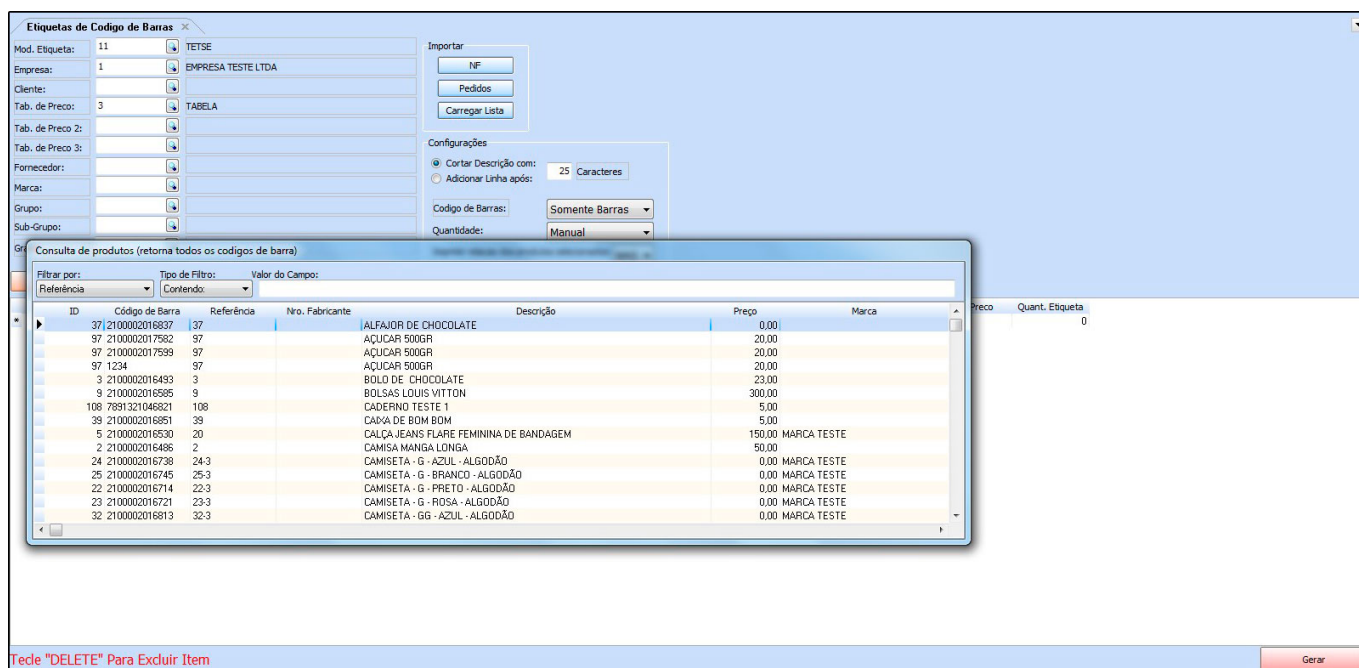 Etiquetas de Codigo de Barras
Mod. Etiqueta: 11 TETSE
Empresa: 1 EMPRESA TESTE LTDA
Cliente:
Tab. de Preco: 3 TABELA
Tab. de Preco 2:
Tab. de Preco 3:
Fornecedor:
Marca:
Grupo:
Sub-Grupo:
Importar
NF
Pedidos
Carregar Lista
Configurações
Cortar Descrição com:
Adicionar Linha após:
25 Caracteres
Codigo de Barras: Somente Barras
Quantidade: Manual
Consulta de produtos (retorna todos os codigos de barra)
Filtrar por: Tipo de Filtro: Valor do Campo:
Referência Contendo:
ID Código de Barra Referência Nro. Fabricante Descrição Preço Marca
37 2100002016837 37 ALFAJOR DE CHOCOLATE 0,00
97 2100002017582 97 AÇUCAR 500GR 20,00
97 2100002017599 97 AÇUCAR 500GR 20,00
97 1234 97 AÇUCAR 500GR 20,00
3 2100002016493 3 BOLO DE CHOCOLATE 23,00
9 2100002016585 9 BOLSAS LOUIS VITTON 300,00
108 7891321046821 108 CADERNO TESTE 1 5,00
39 2100002016851 39 CAIXA DE BOM BOM 5,00
5 2100002016530 20 CALÇA JEANS FLARE FEMININA DE BANDAGEM 150,00 MARCA TESTE
2 2100002016486 2 CAMISA MANGA LONGA 50,00
24 2100002016738 24-3 CAMISETA - G - AZUL - ALGODÃO 0,00 MARCA TESTE
25 2100002016745 25-3 CAMISETA - G - BRANCO - ALGODÃO 0,00 MARCA TESTE
22 2100002016714 22-3 CAMISETA - G - PRETO - ALGODÃO 0,00 MARCA TESTE
23 2100002016721 23-3 CAMISETA - G - ROSA - ALGODÃO 0,00 MARCA TESTE
32 2100002016813 32-3 CAMISETA - GG - AZUL - ALGODÃO 0,00 MARCA TESTE
Preco Quant. Etiqueta
0
Tecle "DELETE" Para Excluir Item
Gerar